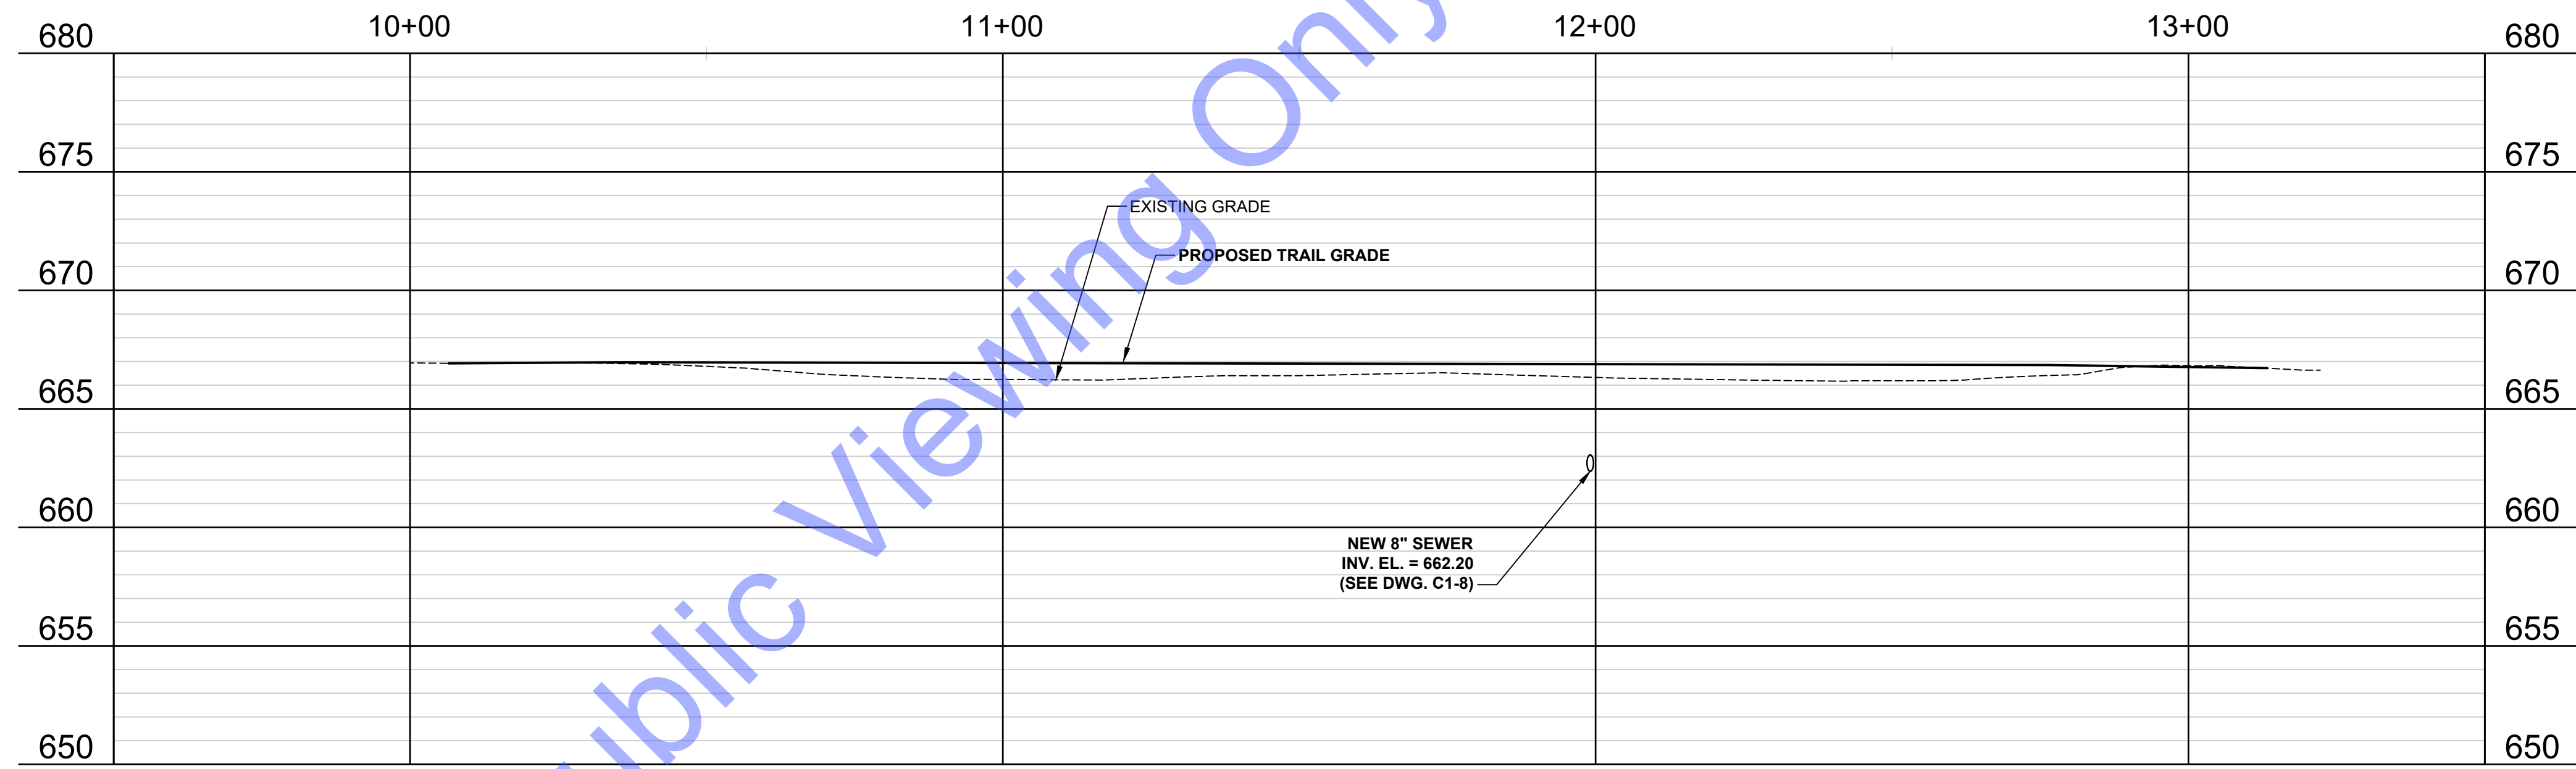 10+00 11+00 12+00 13+00
680 680
675 675
EXISTING GRADE
PROPOSED TRAIL GRADE
670 670
665 665
660 660
NEW 8" SEWER
INV. EL. = 662.20
(SEE DWG. C1-8)
655 655
650 650
ublic Viewing Only